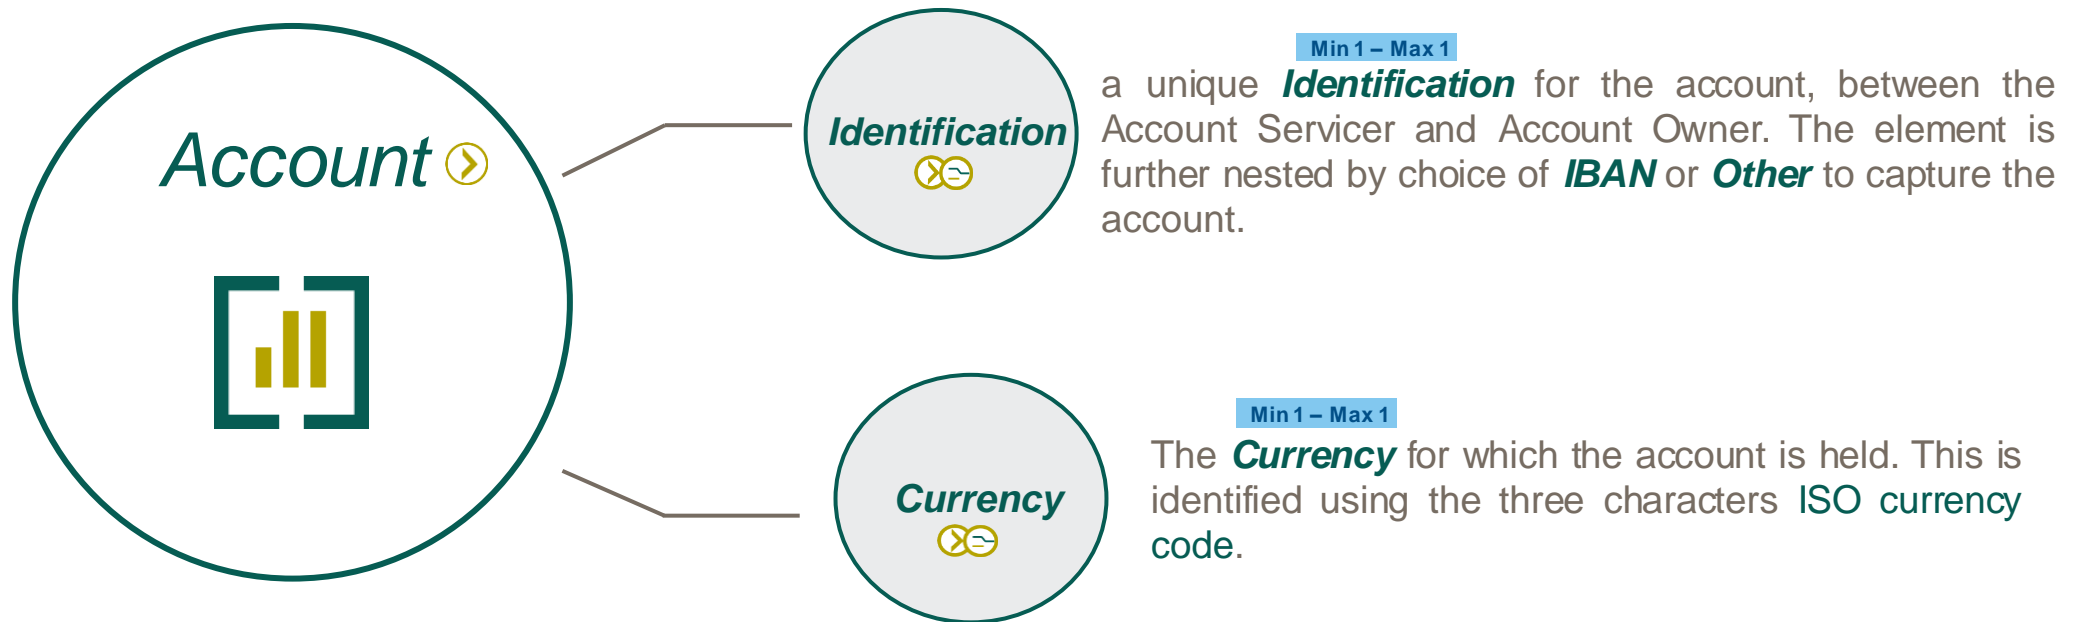 Account
Identification
Min 1 – Max 1
a unique Identification for the account, between the
Account Servicer and Account Owner. The element is
further nested by choice of IBAN or Other to capture the
account.
Currency
Min 1 – Max 1
The Currency for which the account is held. This is
identified using the three characters ISO currency
code.